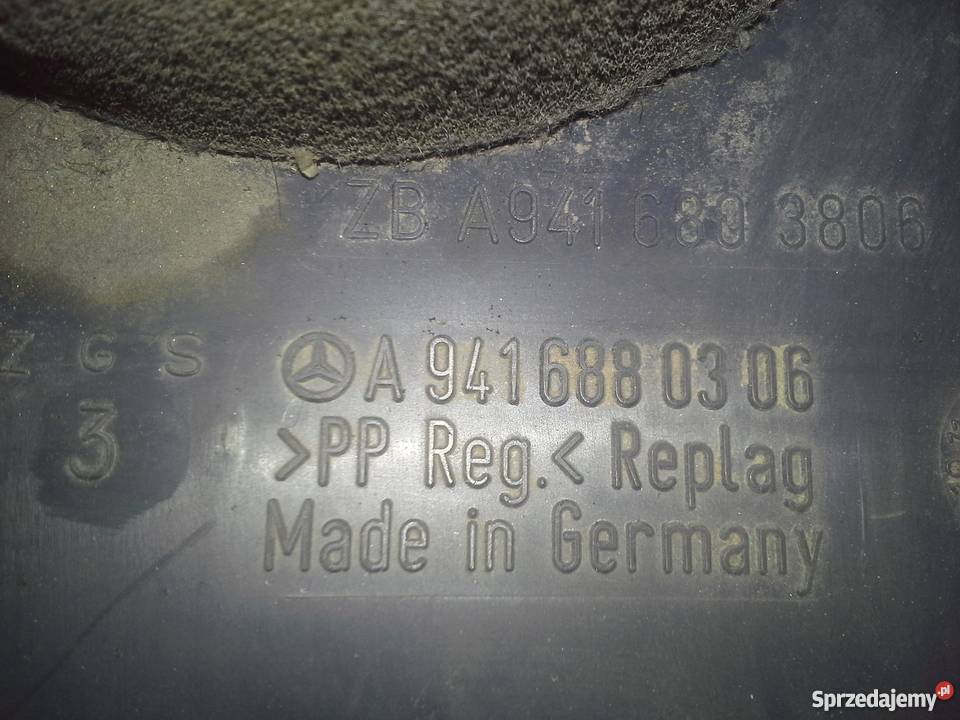 ZB A941 680 3806
Z G S
3
A 941 688 03 06
>PP Reg.< Replag
Made in Germany
Sprzedajemy.pl